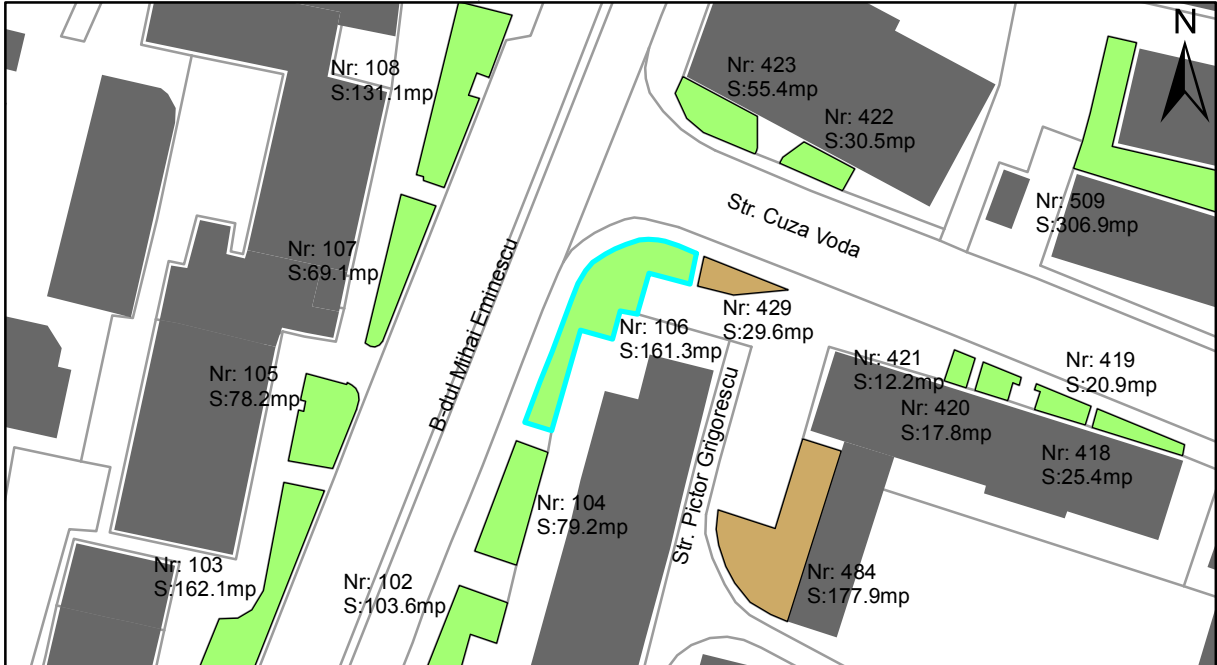 N
Nr: 108
S:131.1mp
Nr: 423
S:55.4mp
Nr: 422
S:30.5mp
Nr: 509
S:306.9mp
Str. Cuza Voda
Nr: 107
S:69.1mp
B-dul Mihai Eminescu
Nr: 106
S:161.3mp
Nr: 429
S:29.6mp
Nr: 421
S:12.2mp
Nr: 419
S:20.9mp
Nr: 105
S:78.2mp
Nr: 420
S:17.8mp
Nr: 418
S:25.4mp
Str. Pictor Grigorescu
Nr: 104
S:79.2mp
Nr: 103
S:162.1mp
Nr: 102
S:103.6mp
Nr: 484
S:177.9mp